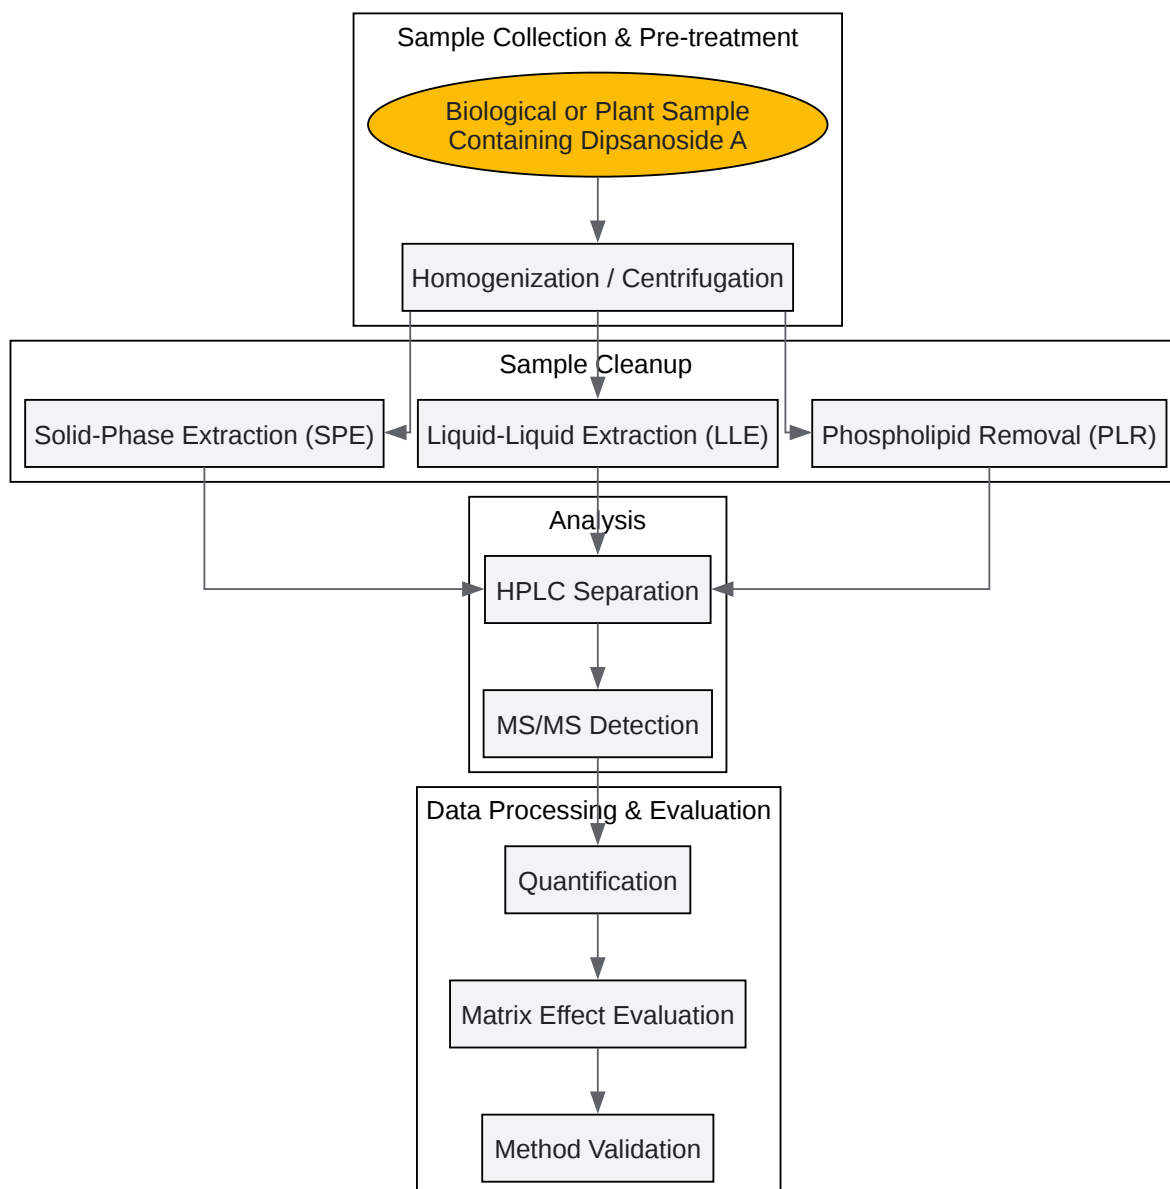 Sample Collection & Pre-treatment
Biological or Plant Sample
Containing Dipsanoside A
Homogenization / Centrifugation
Sample Cleanup
Solid-Phase Extraction (SPE)
Liquid-Liquid Extraction (LLE)
Phospholipid Removal (PLR)
Analysis
HPLC Separation
MS/MS Detection
Data Processing & Evaluation
Quantification
Matrix Effect Evaluation
Method Validation